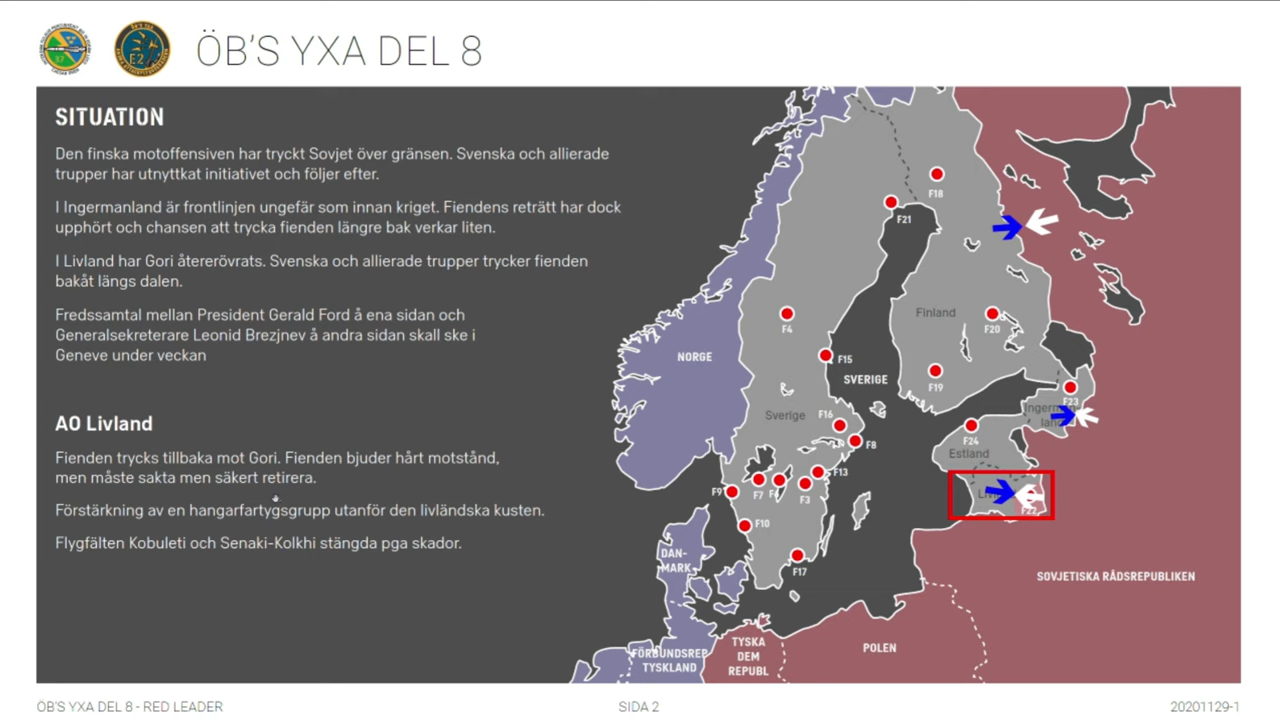 ÖB'S YXA DEL 8
SITUATION
Den finska motoffensiven har tryckt Sovjet över gränsen. Svenska och allierade
trupper har utnyttkat initiativet och följer efter.
I Ingermanland är frontlinjen ungefär som innan kriget. Fiendens reträtt har dock
upphört och chansen att trycka fienden längre bak verkar liten.
I Livland har Gori återerövrats. Svenska och allierade trupper trycker fienden
bakåt längs dalen.
Fredssamtal mellan President Gerald Ford å ena sidan och
Generalsekreterare Leonid Brezjnev å andra sidan skall ske i
Geneve under veckan
AO Livland
Fienden trycks tillbaka mot Gori. Fienden bjuder hårt motstånd,
men måste sakta men säkert retirera.
Förstärkning av en hangarfartygsgrupp utanför den livländska kusten.
Flygfälten Kobuleti och Senaki-Kolkhi stängda pga skador.
F18
F21
F4
Finland
F20
F15
NORGE
SVERIGE
F19
F23
Sverige
F16
F8
F24
Estland
F13
F9
F7
F6
F3
F22
F10
DAN-
MARK
F17
SOVJETISKA RÅDSREPUBLIKEN
FÖRBUNDSREP
TYSKLAND
TYSKA
DEM
REPUBL
POLEN
E2
ÖB'S YXA DEL 8 - RED LEADER
SIDA 2
20201129-1